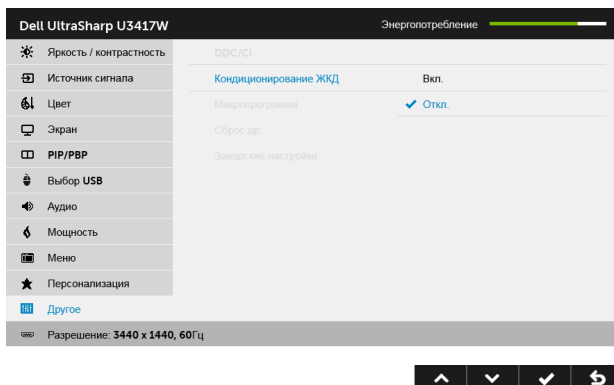 Dell UltraSharp U3417W Энергопотребление
Яркость / контрастность DDC/CI
Источник сигнала Кондиционирование ЖКД Вкл.
Цвет Микропрограмма Откл.
Экран Сброс др.
PIP/PBP Заводские настройки
Выбор USB
Аудио
Мощность
Меню
Персонализация
Другое
Разрешение: 3440 x 1440, 60Гц